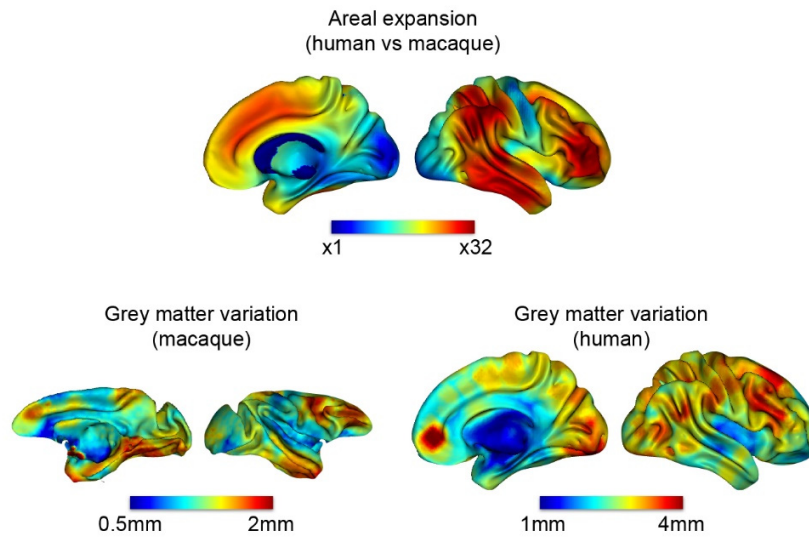 Areal expansion
(human vs macaque)
x1
x32
Grey matter variation
(macaque)
Grey matter variation
(human)
0.5mm
2mm
1mm
4mm